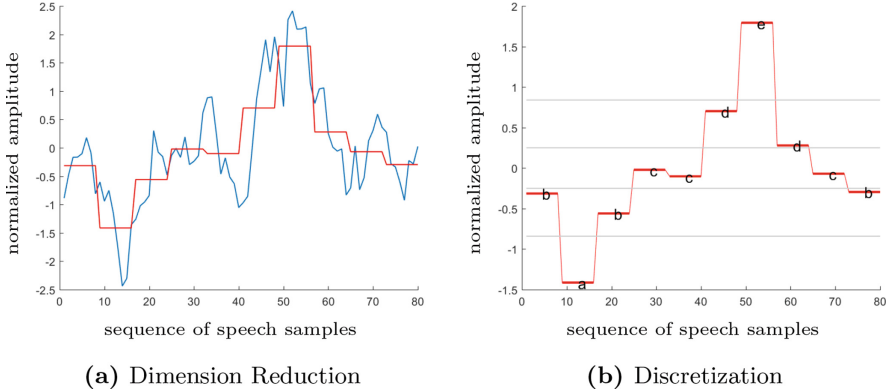 2.5
2
1.5
1
0.5
0
-0.5
-1
-1.5
-2
-2.5
normalized amplitude
0 10 20 30 40 50 60 70 80
sequence of speech samples
(a) Dimension Reduction
2
1.5
1
0.5
0
-0.5
-1
-1.5
normalized amplitude
b a b c c d e d c b
0 10 20 30 40 50 60 70 80
sequence of speech samples
(b) Discretization